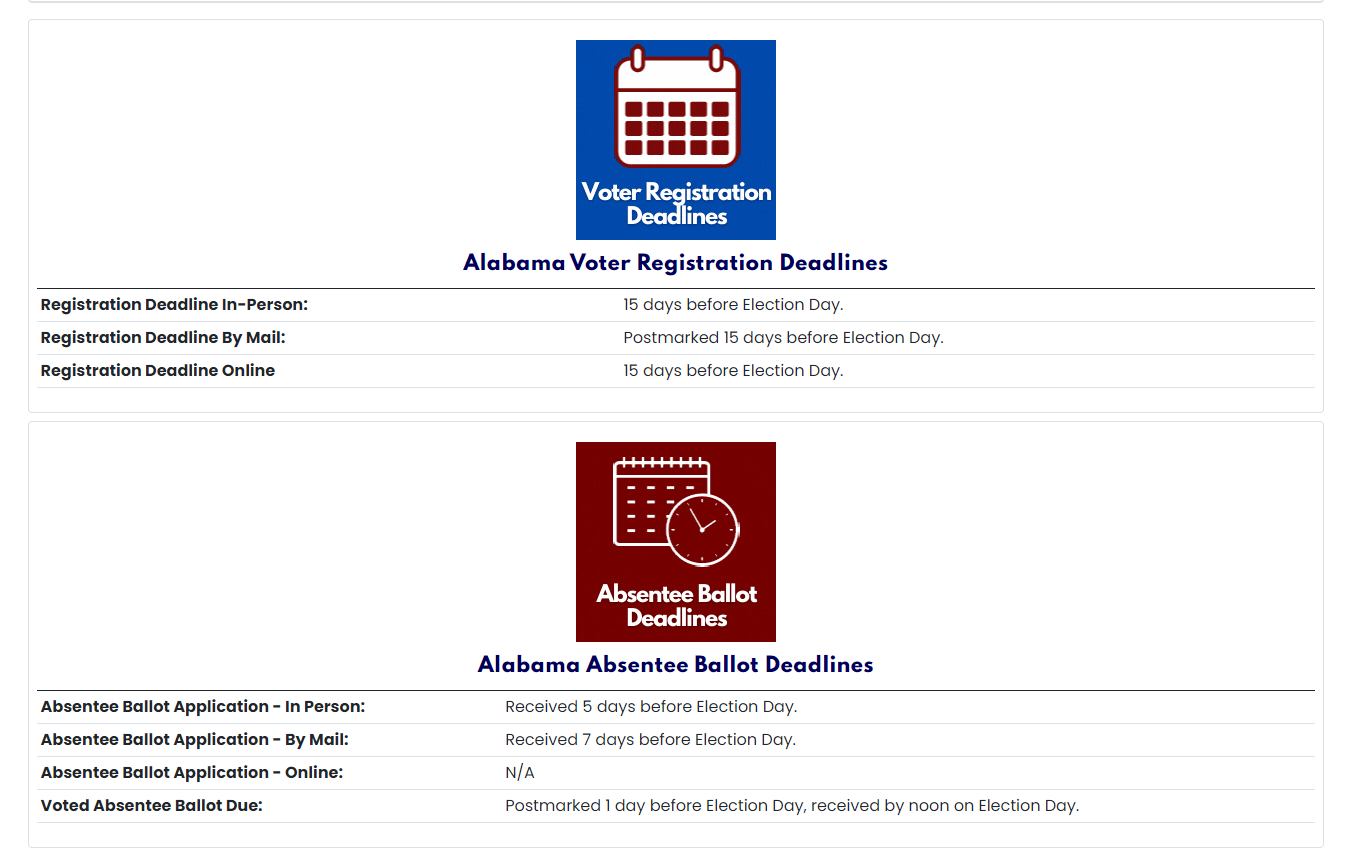 Voter Registration
Deadlines
Alabama Voter Registration Deadlines
Registration Deadline In-Person: 15 days before Election Day.
Registration Deadline By Mail: Postmarked 15 days before Election Day.
Registration Deadline Online 15 days before Election Day.
Absentee Ballot
Deadlines
Alabama Absentee Ballot Deadlines
Absentee Ballot Application - In Person: Received 5 days before Election Day.
Absentee Ballot Application - By Mail: Received 7 days before Election Day.
Absentee Ballot Application - Online: N/A
Voted Absentee Ballot Due: Postmarked 1 day before Election Day, received by noon on Election Day.